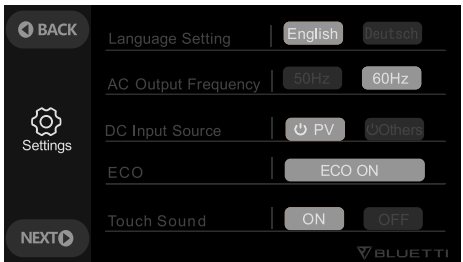 BACK
Language Setting English Deutsch
AC Output Frequency 50Hz 60Hz
Settings
DC Input Source PV Others
ECO ECO ON
Touch Sound ON OFF
NEXT
BLUETTI